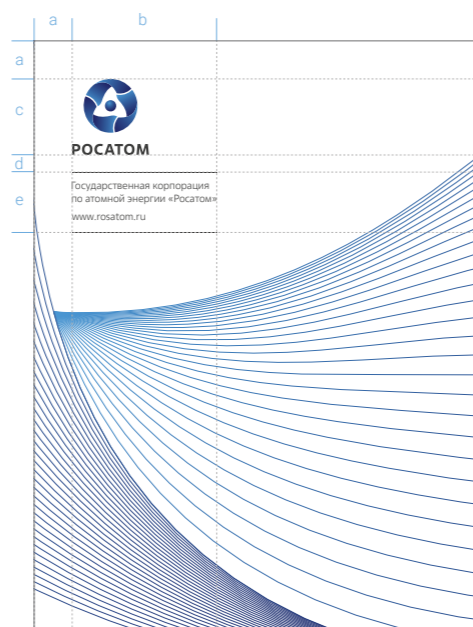 a b
a
c
РОСАТОМ
d
e
Государственная корпорация
по атомной энергии «Росатом»
www.rosatom.ru